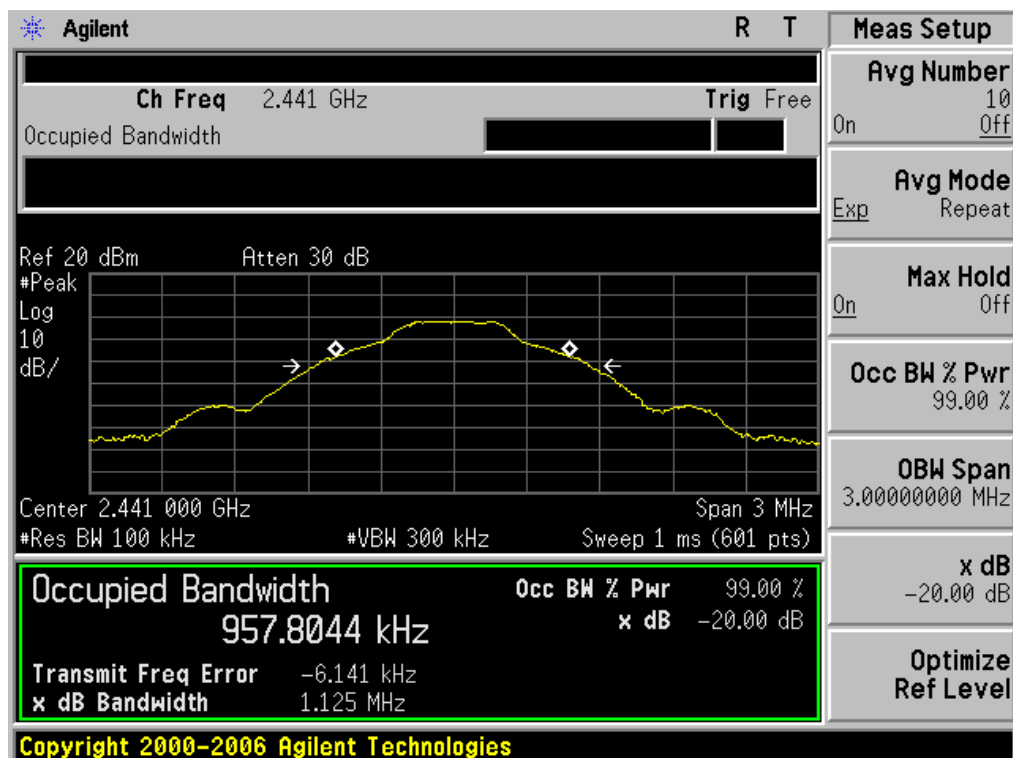 Agilent R T
Ch Freq 2.441 GHz Trig Free
Occupied Bandwidth
Ref 20 dBm Atten 30 dB
#Peak
Log
10
dB/
Center 2.441 000 GHz Span 3 MHz
#Res BW 100 kHz #VBW 300 kHz Sweep 1 ms (601 pts)
Occupied Bandwidth
957.8044 kHz
Occ BW % Pwr 99.00 %
x dB -20.00 dB
Transmit Freq Error -6.141 kHz
x dB Bandwidth 1.125 MHz
Copyright 2000-2006 Agilent Technologies
Meas Setup
Avg Number
10
On Off
Avg Mode
Exp Repeat
Max Hold
On Off
Occ BW % Pwr
99.00 %
OBW Span
3.00000000 MHz
x dB
-20.00 dB
Optimize
Ref Level